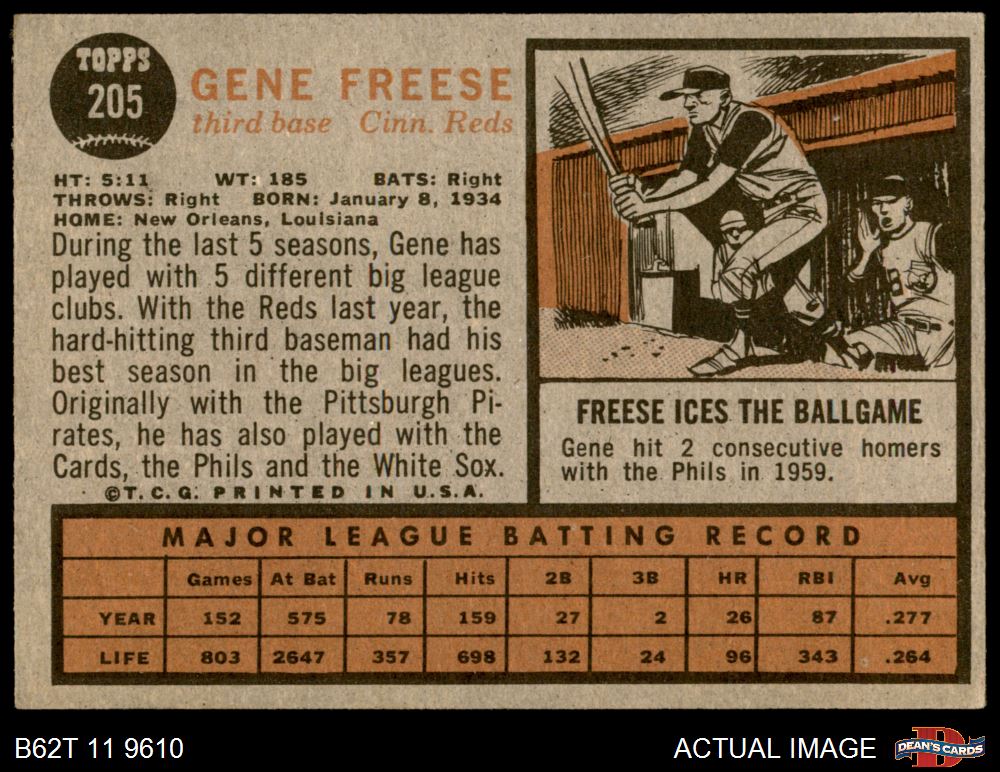 TOPPS
205
GENE FREESE
third base Cinn. Reds
HT: 5:11 WT: 185 BATS: Right
THROWS: Right BORN: January 8, 1934
HOME: New Orleans, Louisiana
During the last 5 seasons, Gene has
played with 5 different big league
clubs. With the Reds last year, the
hard-hitting third baseman had his
best season in the big leagues.
Originally with the Pittsburgh Pi-
rates, he has also played with the
Cards, the Phils and the White Sox.
©T.C.G. PRINTED IN U.S.A.
FREESE ICES THE BALLGAME
Gene hit 2 consecutive homers
with the Phils in 1959.
MAJOR LEAGUE BATTING RECORD
Games At Bat Runs Hits 2B 3B HR RBI Avg
YEAR 152 575 78 159 27 2 26 87 .277
LIFE 803 2647 357 698 132 24 96 343 .264
B62T 11 9610
ACTUAL IMAGE
D
DEAN'S CARDS